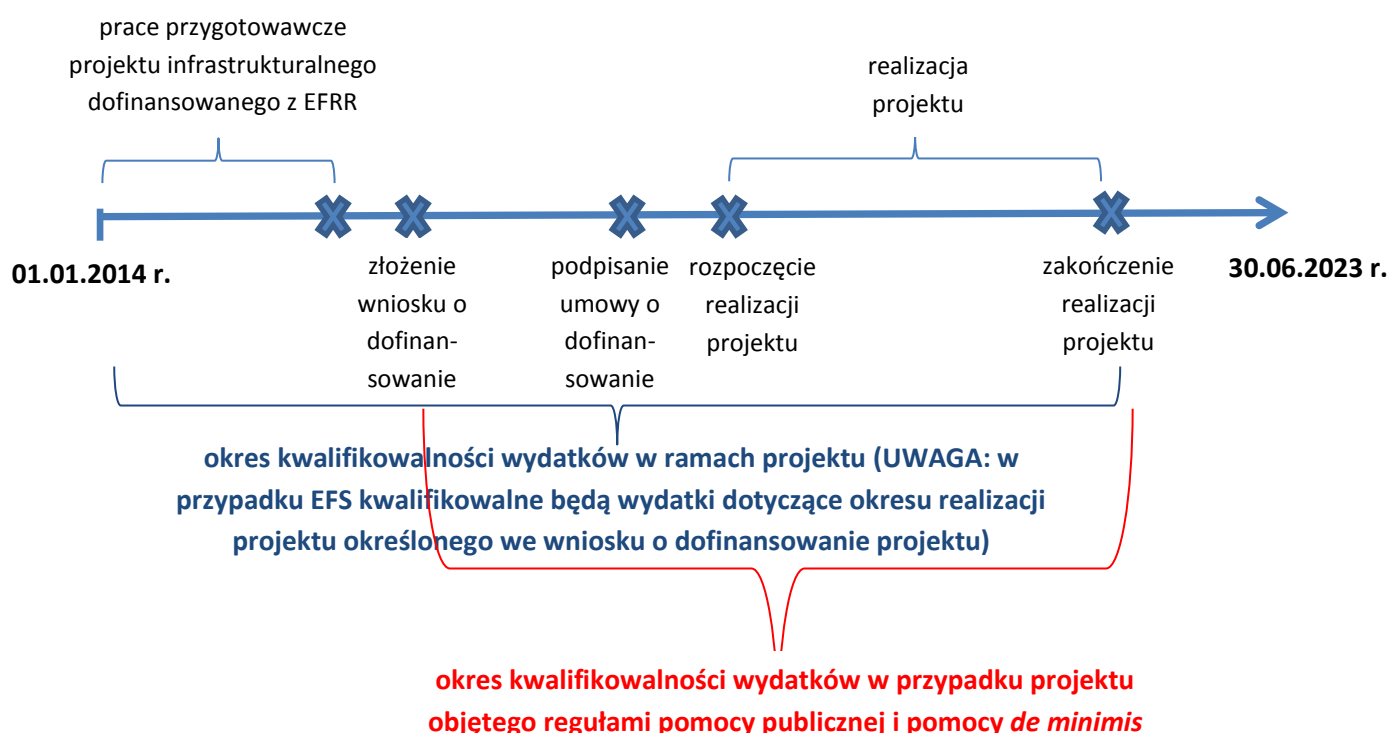 prace przygotowawcze
projektu infrastrukturalnego
dofinansowanego z EFRR
realizacja
projektu
01.01.2014 r.
złożenie
wniosku o
dofinan-
sowanie
podpisanie
umowy o
dofinan-
sowanie
rozpoczęcie
realizacji
projektu
zakończenie
realizacji
projektu
30.06.2023 r.
okres kwalifikowalności wydatków w ramach projektu (UWAGA: w
przypadku EFS kwalifikowalne będą wydatki dotyczące okresu realizacji
projektu określonego we wniosku o dofinansowanie projektu)
okres kwalifikowalności wydatków w przypadku projektu
objętego regułami pomocy publicznej i pomocy de minimis